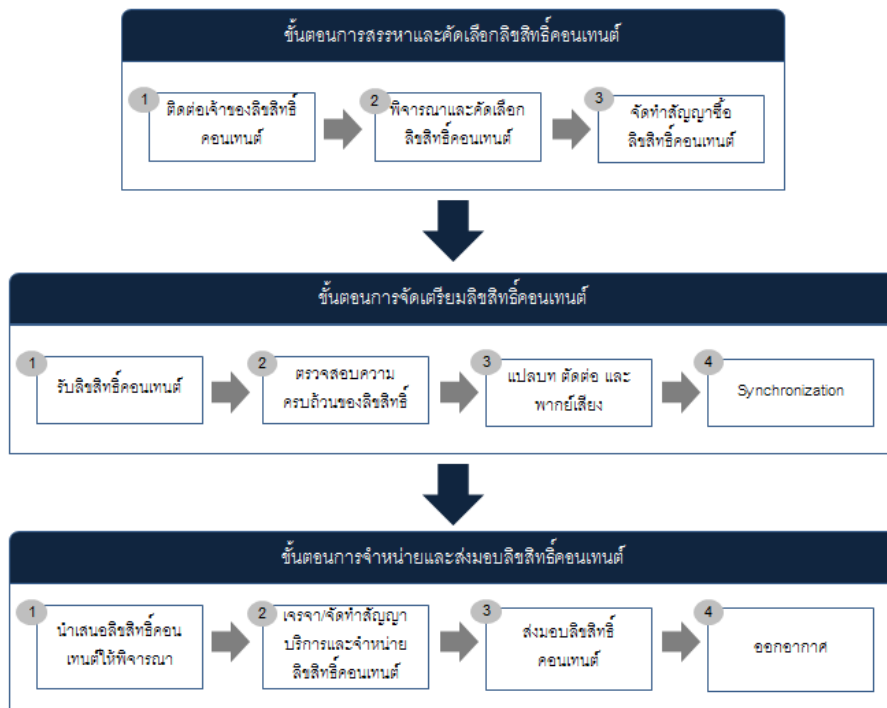 ขั้นตอนการสรรหาและคัดเลือกลิขสิทธิ์คอนเทนต์
1
ติดต่อเจ้าของลิขสิทธิ์
คอนเทนต์
2
พิจารณาและคัดเลือก
ลิขสิทธิ์คอนเทนต์
3
จัดทำสัญญาซื้อ
ลิขสิทธิ์คอนเทนต์
ขั้นตอนการจัดเตรียมลิขสิทธิ์คอนเทนต์
1
รับลิขสิทธิ์คอนเทนต์
2
ตรวจสอบความ
ครบถ้วนของลิขสิทธิ์
3
แปลบท ตัดต่อ และ
พากย์เสียง
4
Synchronization
ขั้นตอนการจำหน่ายและส่งมอบลิขสิทธิ์คอนเทนต์
1
นำเสนอลิขสิทธิ์คอน
เทนต์ให้พิจารณา
2
เจรจา/จัดทำสัญญา
บริการและจำหน่าย
ลิขสิทธิ์คอนเทนต์
3
ส่งมอบลิขสิทธิ์
คอนเทนต์
4
ออกอากาศ